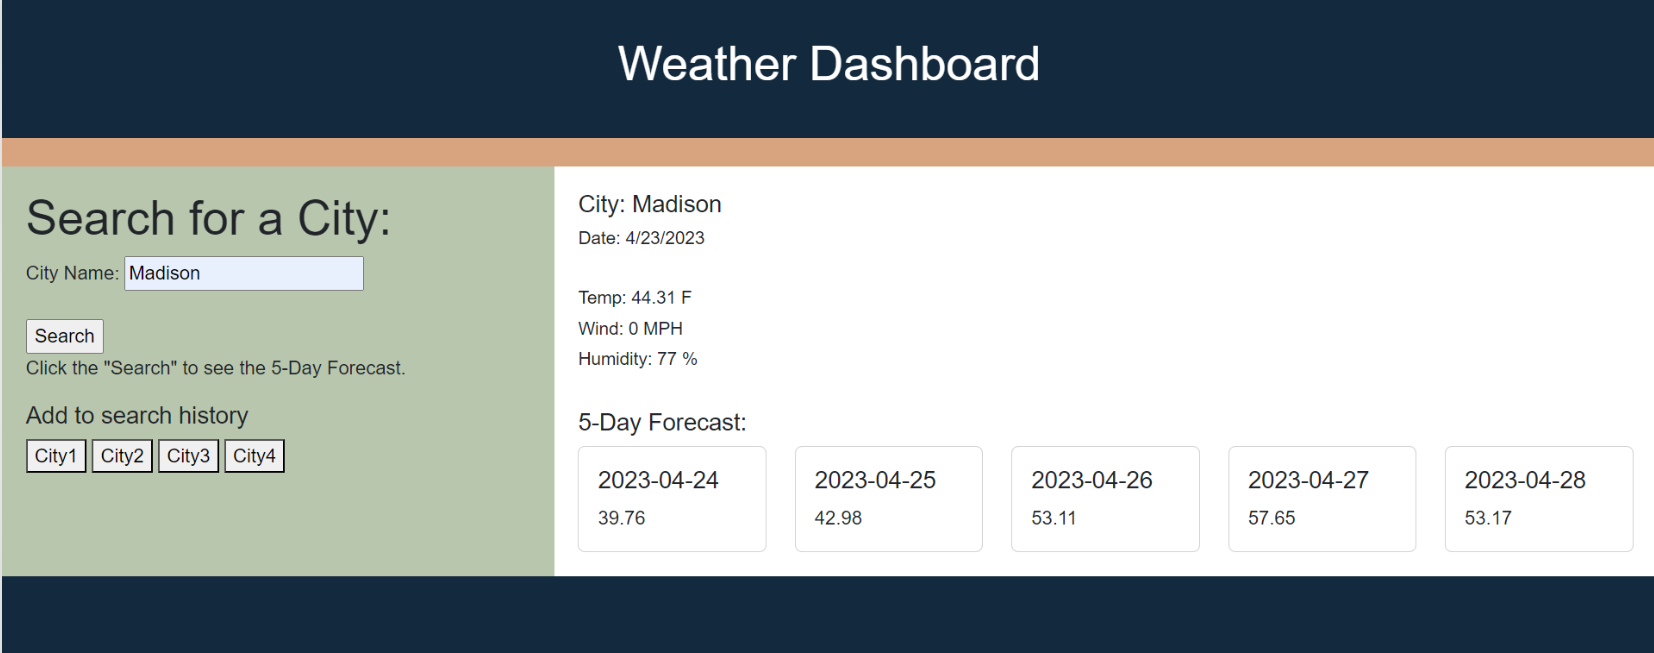 Weather Dashboard
Search for a City:
City Name: Madison
Search
Click the "Search" to see the 5-Day Forecast.
Add to search history
City1 City2 City3 City4
City: Madison
Date: 4/23/2023
Temp: 44.31 F
Wind: 0 MPH
Humidity: 77 %
5-Day Forecast:
2023-04-24
39.76
2023-04-25
42.98
2023-04-26
53.11
2023-04-27
57.65
2023-04-28
53.17